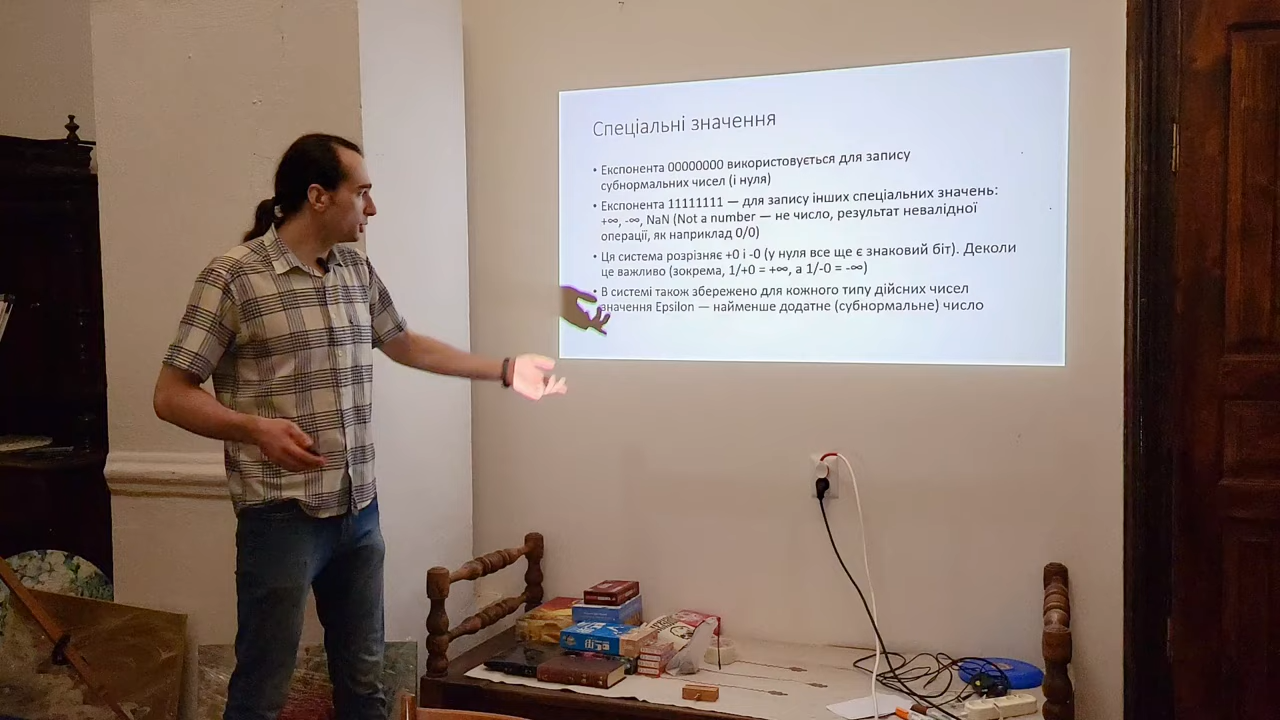 Спеціальні значення
• Експонента 00000000 використовується для запису
субнормальних чисел (і нуля)
• Експонента 11111111 — для запису інших спеціальних значень:
+∞, -∞, NaN (Not a number — не число, результат невалідної
операції, як наприклад 0/0)
• Ця система розрізняє +0 і -0 (у нуля все ще є знаковий біт). Деколи
це важливо (зокрема, 1/+0 = +∞, а 1/-0 = -∞)
• В системі також збережено для кожного типу дійсних чисел
значення Epsilon — найменше додатне (субнормальне) число